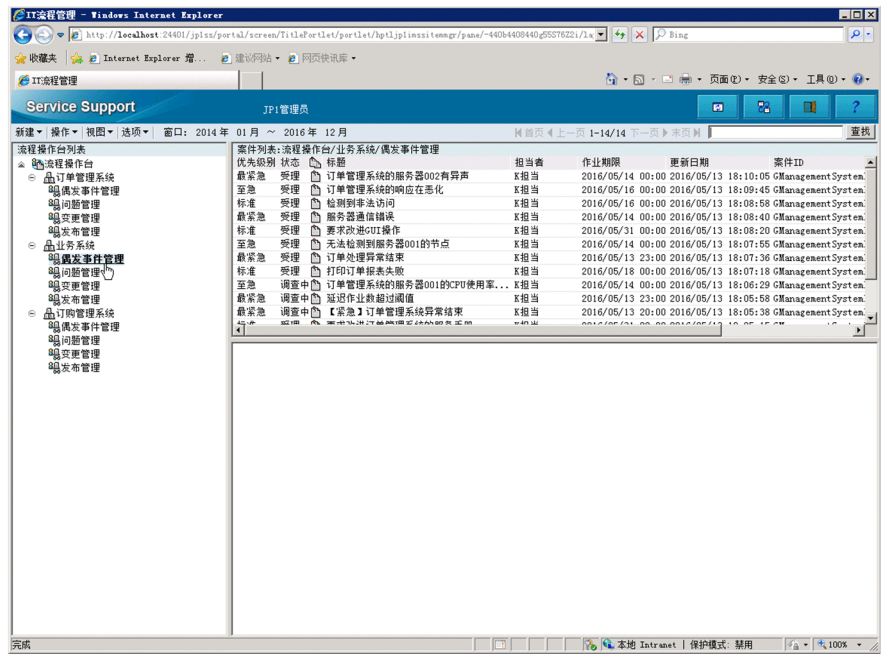 IT流程管理 - Windows Internet Explorer
Bing
收藏夹 Internet Explorer 增... 建议网站 网页快讯库
IT流程管理 页面(P) 安全(S) 工具(O)
Service Support JP1管理员
新建 操作 视图 选项 窗口: 2014 年 01 月 ～ 2016 年 12 月 首页 上一页 1-14/14 下一页 末页 查找
流程操作台列表
流程操作台
订单管理系统
偶发事件管理
问题管理
变更管理
发布管理
业务系统
偶发事件管理
问题管理
变更管理
发布管理
订购管理系统
偶发事件管理
问题管理
变更管理
发布管理
案件列表:流程操作台/业务系统/偶发事件管理
优先级别 状态 标题 担当者 作业期限 更新日期 案件ID
最紧急 受理 订单管理系统的服务器002有异声 K担当 2016/05/14 00:00 2016/05/13 18:10:05 GManagementSystem
至急 受理 订单管理系统的响应在恶化 K担当 2016/05/16 00:00 2016/05/13 18:09:45 GManagementSystem
标准 受理 检测到非法访问 K担当 2016/05/16 00:00 2016/05/13 18:08:58 GManagementSystem
最紧急 受理 服务器通信错误 K担当 2016/05/14 00:00 2016/05/13 18:08:40 GManagementSystem
标准 受理 要求改进GUI操作 K担当 2016/05/31 00:00 2016/05/13 18:08:20 GManagementSystem
至急 受理 无法检测到服务器001的节点 K担当 2016/05/14 00:00 2016/05/13 18:07:55 GManagementSystem
最紧急 受理 订单处理异常结束 K担当 2016/05/13 23:00 2016/05/13 18:07:36 GManagementSystem
标准 受理 打印订单报表失败 K担当 2016/05/18 00:00 2016/05/13 18:07:18 GManagementSystem
至急 调查中 订单管理系统的服务器001的CPU使用率... K担当 2016/05/14 00:00 2016/05/13 18:06:29 GManagementSystem
最紧急 调查中 延迟作业数超过阈值 K担当 2016/05/13 23:00 2016/05/13 18:05:58 GManagementSystem
最紧急 调查中 【紧急】订单管理系统异常结束 K担当 2016/05/13 20:00 2016/05/13 18:05:38 GManagementSystem
完成 本地 Intranet | 保护模式: 禁用 100%